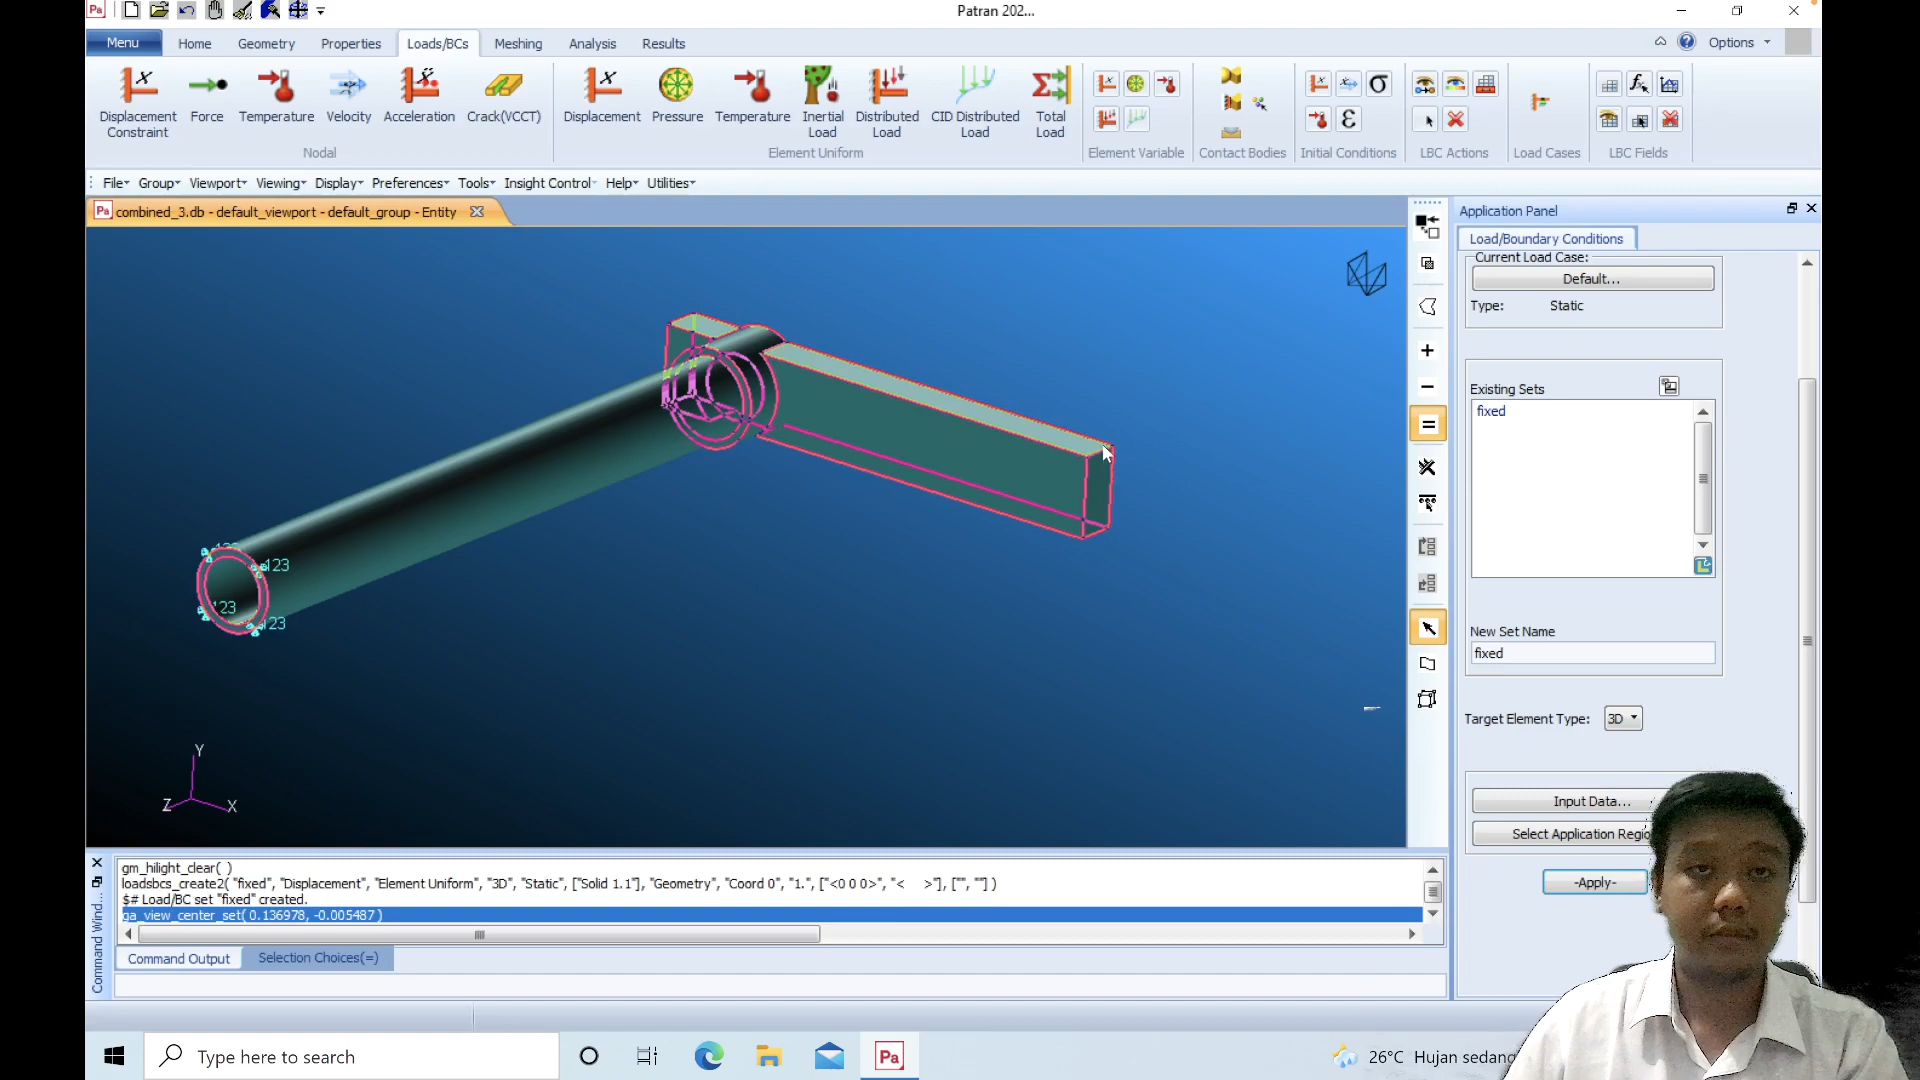 Pa
Patran 202...
Menu
Home
Geometry
Properties
Loads/BCs
Meshing
Analysis
Results
Options
Displacement
Constraint
Force
Temperature
Velocity
Acceleration
Crack(VCCT)
Displacement
Pressure
Temperature
Inertial
Load
Distributed
Load
CID Distributed
Load
Total
Load
Nodal
Element Uniform
Element Variable
Contact Bodies
Initial Conditions
LBC Actions
Load Cases
LBC Fields
File
Group
Viewport
Viewing
Display
Preferences
Tools
Insight Control
Help
Utilities
Pa
combined_3.db - default_viewport - default_group - Entity
Application Panel
Load/Boundary Conditions
Current Load Case:
Default...
Type:
Static
Existing Sets
fixed
New Set Name
fixed
Target Element Type:
3D
Input Data...
Select Application Regio
-Apply-
123
123
123
Y
Z
X
gm_hilight_clear( )
loadsbcs_create2( "fixed", "Displacement", "Element Uniform", "3D", "Static", ["Solid 1.1"], "Geometry", "Coord 0", "1.", ["<0 0 0>", "< >"], ["", ""] )
$# Load/BC set "fixed" created.
ga_view_center_set( 0.136978, -0.005487 )
Command Wind...
Command Output
Selection Choices(=)
Type here to search
Pa
26°C Hujan sedang